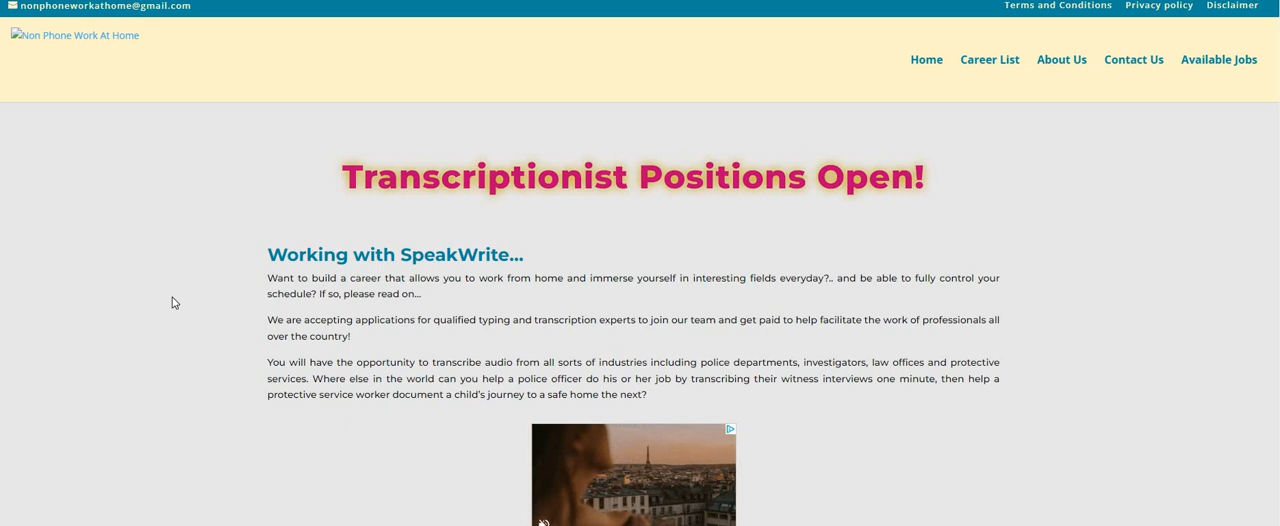 nonphoneworkathome@gmail.com
Terms and Conditions Privacy policy Disclaimer
Non Phone Work At Home
Home Career List About Us Contact Us Available Jobs
Transcriptionist Positions Open!
Working with SpeakWrite...
Want to build a career that allows you to work from home and immerse yourself in interesting fields everyday?.. and be able to fully control your
schedule? If so, please read on...
We are accepting applications for qualified typing and transcription experts to join our team and get paid to help facilitate the work of professionals all
over the country!
You will have the opportunity to transcribe audio from all sorts of industries including police departments, investigators, law offices and protective
services. Where else in the world can you help a police officer do his or her job by transcribing their witness interviews one minute, then help a
protective service worker document a child's journey to a safe home the next?